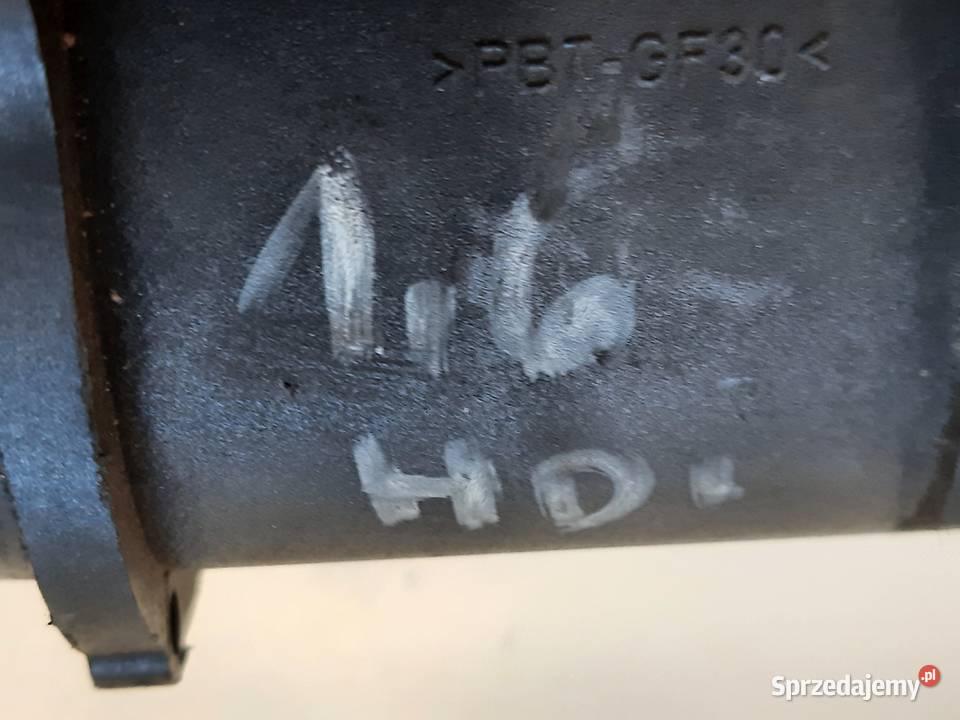 >PBT-GF30<
1.6
HDi
Sprzedajemy.pl